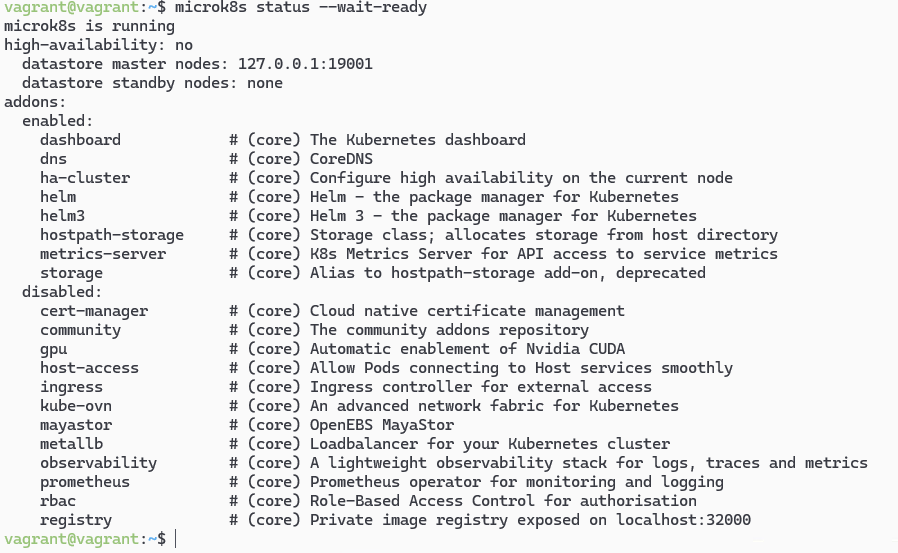 vagrant@vagrant:~$ microk8s status --wait-ready
microk8s is running
high-availability: no
  datastore master nodes: 127.0.0.1:19001
  datastore standby nodes: none
addons:
  enabled:
    dashboard            # (core) The Kubernetes dashboard
    dns                  # (core) CoreDNS
    ha-cluster           # (core) Configure high availability on the current node
    helm                 # (core) Helm - the package manager for Kubernetes
    helm3                # (core) Helm 3 - the package manager for Kubernetes
    hostpath-storage     # (core) Storage class; allocates storage from host directory
    metrics-server       # (core) K8s Metrics Server for API access to service metrics
    storage              # (core) Alias to hostpath-storage add-on, deprecated
  disabled:
    cert-manager         # (core) Cloud native certificate management
    community            # (core) The community addons repository
    gpu                  # (core) Automatic enablement of Nvidia CUDA
    host-access          # (core) Allow Pods connecting to Host services smoothly
    ingress              # (core) Ingress controller for external access
    kube-ovn             # (core) An advanced network fabric for Kubernetes
    mayastor             # (core) OpenEBS MayaStor
    metallb              # (core) Loadbalancer for your Kubernetes cluster
    observability        # (core) A lightweight observability stack for logs, traces and metrics
    prometheus           # (core) Prometheus operator for monitoring and logging
    rbac                 # (core) Role-Based Access Control for authorisation
    registry             # (core) Private image registry exposed on localhost:32000
vagrant@vagrant:~$